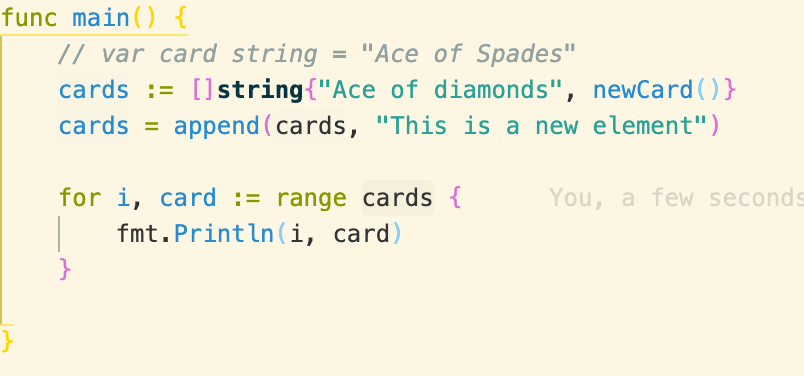 func main() {
    // var card string = "Ace of Spades"
    cards := []string{"Ace of diamonds", newCard()}
    cards = append(cards, "This is a new element")
    for i, card := range cards {      You, a few seconds
        fmt.Println(i, card)
    }
}